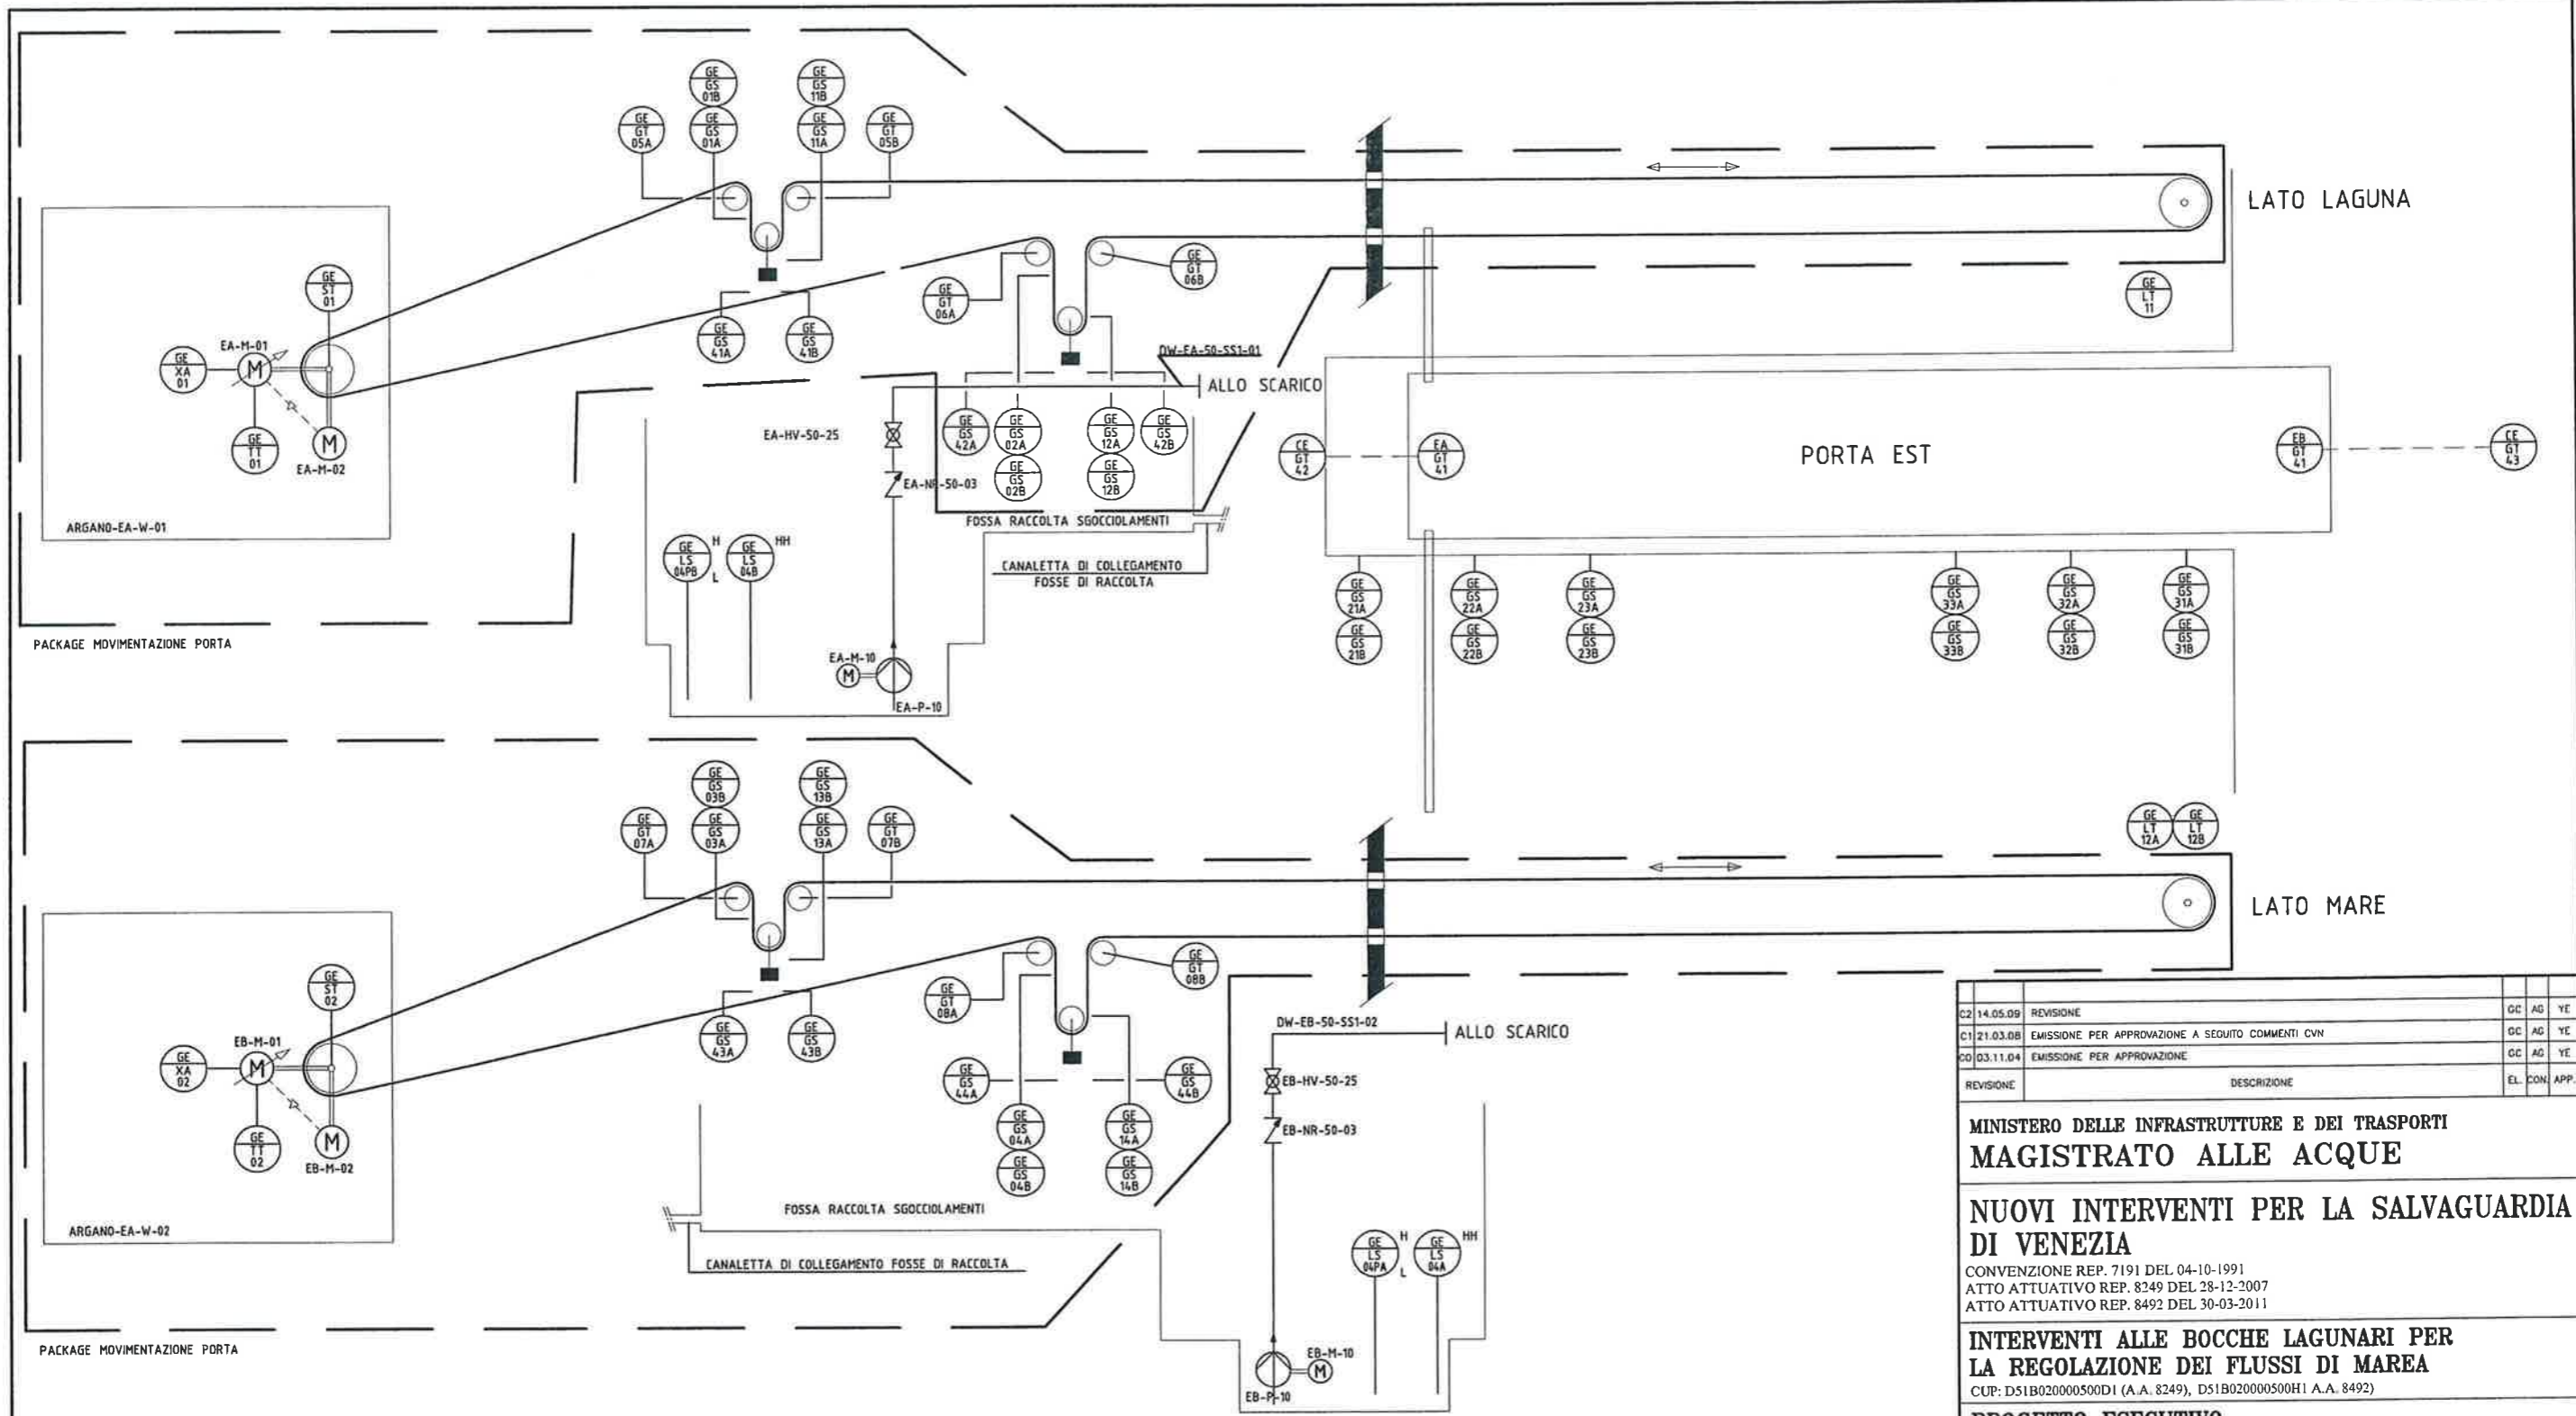 GE GS 01B
GE GS 11B
GE GT 05A
GE GS 01A
GE GS 11A
GE GT 05B
LATO LAGUNA
GE ST 01
GE GT 06A
GE GT 06B
GE LT 11
EA-M-01
GE XA 01
M
GE GS 41A
GE GS 41B
DW-EA-50-SS1-01
ALLO SCARICO
GE TT 01
M
EA-M-02
EA-HV-50-25
GE GS 42A
GE GS 02A
GE GS 12A
GE GS 42B
GE GS 02B
GE GS 12B
CE GT 42
EA GT 41
PORTA EST
EB GT 41
CE GT 43
EA-NR-50-03
ARGANO-EA-W-01
FOSSA RACCOLTA SGOCCIOLAMENTI
GE LS 04PB
H
L
GE LS 04B
HH
CANALETTA DI COLLEGAMENTO
FOSSE DI RACCOLTA
GE GS 21A
GE GS 22A
GE GS 23A
GE GS 33A
GE GS 32A
GE GS 31A
GE GS 21B
GE GS 22B
GE GS 23B
GE GS 33B
GE GS 32B
GE GS 31B
PACKAGE MOVIMENTAZIONE PORTA
EA-M-10
M
EA-P-10
GE GS 03B
GE GS 13B
GE GT 07A
GE GS 03A
GE GS 13A
GE GT 07B
GE LT 12A
GE LT 12B
LATO MARE
GE ST 02
GE GT 08A
GE GT 08B
EB-M-01
GE XA 02
M
GE GS 43A
GE GS 43B
DW-EB-50-SS1-02
ALLO SCARICO
GE TT 02
M
EB-M-02
GE GS 44A
GE GS 44B
EB-HV-50-25
GE GS 04A
GE GS 14A
EB-NR-50-03
GE GS 04B
GE GS 14B
ARGANO-EA-W-02
FOSSA RACCOLTA SGOCCIOLAMENTI
CANALETTA DI COLLEGAMENTO FOSSE DI RACCOLTA
GE LS 04PA
H
L
GE LS 04A
HH
PACKAGE MOVIMENTAZIONE PORTA
EB-M-10
M
EB-P-10
C2 14.05.09 REVISIONE GC AG YE
C1 21.03.08 EMISSIONE PER APPROVAZIONE A SEGUITO COMMENTI CVN GC AG YE
C0 03.11.04 EMISSIONE PER APPROVAZIONE GC AG YE
REVISIONE DESCRIZIONE EL. CON. APP.
MINISTERO DELLE INFRASTRUTTURE E DEI TRASPORTI
MAGISTRATO ALLE ACQUE
NUOVI INTERVENTI PER LA SALVAGUARDIA
DI VENEZIA
CONVENZIONE REP. 7191 DEL 04-10-1991
ATTO ATTUATIVO REP. 8249 DEL 28-12-2007
ATTO ATTUATIVO REP. 8492 DEL 30-03-2011
INTERVENTI ALLE BOCCHE LAGUNARI PER
LA REGOLAZIONE DEI FLUSSI DI MAREA
CUP: D51B020000500D1 (A.A. 8249), D51B020000500H1 A.A. 8492)
PROGETTO ESECUTIVO